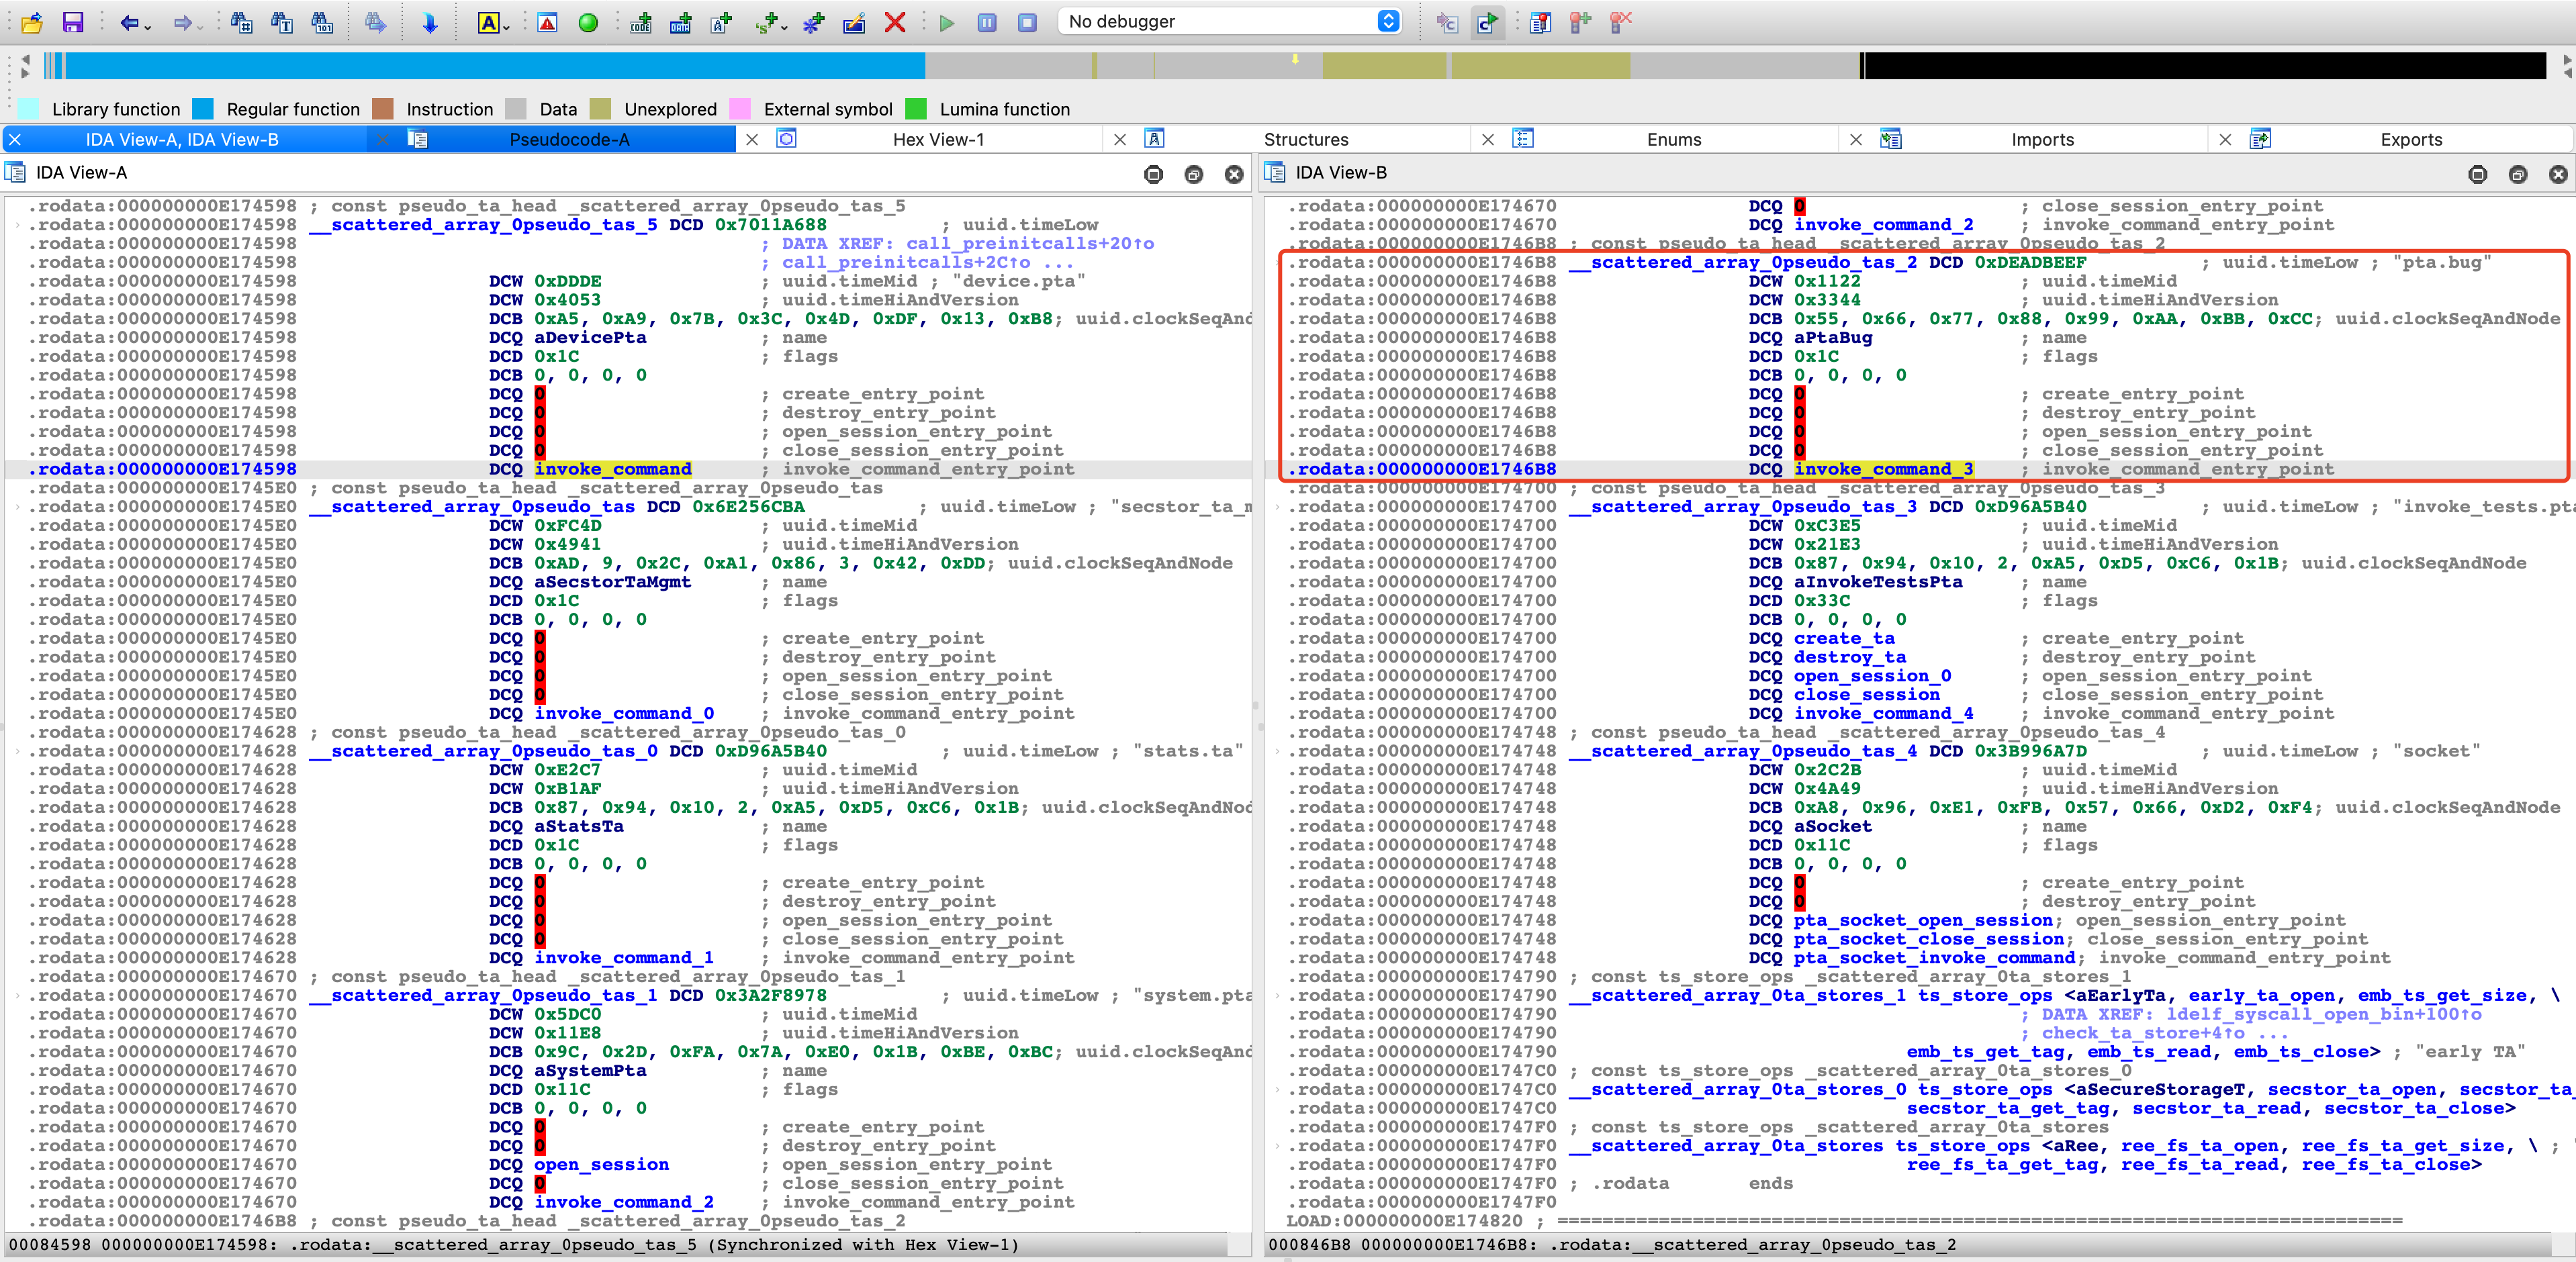 No debugger
Library function Regular function Instruction Data Unexplored External symbol Lumina function
IDA View-A, IDA View-B Pseudocode-A Hex View-1 Structures Enums Imports Exports
IDA View-A
.rodata:000000000E174598 ; const pseudo_ta_head _scattered_array_0pseudo_tas_5
.rodata:000000000E174598 __scattered_array_0pseudo_tas_5 DCD 0x7011A688 ; uuid.timeLow
.rodata:000000000E174598 ; DATA XREF: call_preinitcalls+20↑o
.rodata:000000000E174598 ; call_preinitcalls+2C↑o ...
.rodata:000000000E174598 DCW 0xDDDE ; uuid.timeMid ; "device.pta"
.rodata:000000000E174598 DCW 0x4053 ; uuid.timeHiAndVersion
.rodata:000000000E174598 DCB 0xA5, 0xA9, 0x7B, 0x3C, 0x4D, 0xDF, 0x13, 0xB8; uuid.clockSeqAnd
.rodata:000000000E174598 DCQ aDevicePta ; name
.rodata:000000000E174598 DCD 0x1C ; flags
.rodata:000000000E174598 DCB 0, 0, 0, 0
.rodata:000000000E174598 DCQ 0 ; create_entry_point
.rodata:000000000E174598 DCQ 0 ; destroy_entry_point
.rodata:000000000E174598 DCQ 0 ; open_session_entry_point
.rodata:000000000E174598 DCQ 0 ; close_session_entry_point
.rodata:000000000E174598 DCQ invoke_command ; invoke_command_entry_point
.rodata:000000000E1745E0 ; const pseudo_ta_head _scattered_array_0pseudo_tas
.rodata:000000000E1745E0 __scattered_array_0pseudo_tas DCD 0x6E256CBA ; uuid.timeLow ; "secstor_ta_m
.rodata:000000000E1745E0 DCW 0xFC4D ; uuid.timeMid
.rodata:000000000E1745E0 DCW 0x4941 ; uuid.timeHiAndVersion
.rodata:000000000E1745E0 DCB 0xAD, 9, 0x2C, 0xA1, 0x86, 3, 0x42, 0xDD; uuid.clockSeqAndNode
.rodata:000000000E1745E0 DCQ aSecstorTaMgmt ; name
.rodata:000000000E1745E0 DCD 0x1C ; flags
.rodata:000000000E1745E0 DCB 0, 0, 0, 0
.rodata:000000000E1745E0 DCQ 0 ; create_entry_point
.rodata:000000000E1745E0 DCQ 0 ; destroy_entry_point
.rodata:000000000E1745E0 DCQ 0 ; open_session_entry_point
.rodata:000000000E1745E0 DCQ 0 ; close_session_entry_point
.rodata:000000000E1745E0 DCQ invoke_command_0 ; invoke_command_entry_point
.rodata:000000000E174628 ; const pseudo_ta_head _scattered_array_0pseudo_tas_0
.rodata:000000000E174628 __scattered_array_0pseudo_tas_0 DCD 0xD96A5B40 ; uuid.timeLow ; "stats.ta"
.rodata:000000000E174628 DCW 0xE2C7 ; uuid.timeMid
.rodata:000000000E174628 DCW 0xB1AF ; uuid.timeHiAndVersion
.rodata:000000000E174628 DCB 0x87, 0x94, 0x10, 2, 0xA5, 0xD5, 0xC6, 0x1B; uuid.clockSeqAndNod
.rodata:000000000E174628 DCQ aStatsTa ; name
.rodata:000000000E174628 DCD 0x1C ; flags
.rodata:000000000E174628 DCB 0, 0, 0, 0
.rodata:000000000E174628 DCQ 0 ; create_entry_point
.rodata:000000000E174628 DCQ 0 ; destroy_entry_point
.rodata:000000000E174628 DCQ 0 ; open_session_entry_point
.rodata:000000000E174628 DCQ 0 ; close_session_entry_point
.rodata:000000000E174628 DCQ invoke_command_1 ; invoke_command_entry_point
.rodata:000000000E174670 ; const pseudo_ta_head _scattered_array_0pseudo_tas_1
.rodata:000000000E174670 __scattered_array_0pseudo_tas_1 DCD 0x3A2F8978 ; uuid.timeLow ; "system.pta
.rodata:000000000E174670 DCW 0x5DC0 ; uuid.timeMid
.rodata:000000000E174670 DCW 0x11E8 ; uuid.timeHiAndVersion
.rodata:000000000E174670 DCB 0x9C, 0x2D, 0xFA, 0x7A, 0xE0, 0x1B, 0xBE, 0xBC; uuid.clockSeqAnd
.rodata:000000000E174670 DCQ aSystemPta ; name
.rodata:000000000E174670 DCD 0x11C ; flags
.rodata:000000000E174670 DCB 0, 0, 0, 0
.rodata:000000000E174670 DCQ 0 ; create_entry_point
.rodata:000000000E174670 DCQ 0 ; destroy_entry_point
.rodata:000000000E174670 DCQ open_session ; open_session_entry_point
.rodata:000000000E174670 DCQ 0 ; close_session_entry_point
.rodata:000000000E174670 DCQ invoke_command_2 ; invoke_command_entry_point
.rodata:000000000E1746B8 ; const pseudo_ta_head _scattered_array_0pseudo_tas_2
00084598 000000000E174598: .rodata:__scattered_array_0pseudo_tas_5 (Synchronized with Hex View-1)
IDA View-B
.rodata:000000000E174670 DCQ 0 ; close_session_entry_point
.rodata:000000000E174670 DCQ invoke_command_2 ; invoke_command_entry_point
.rodata:000000000E1746B8 ; const pseudo_ta_head _scattered_array_0pseudo_tas_2
.rodata:000000000E1746B8 __scattered_array_0pseudo_tas_2 DCD 0xDEADBEEF ; uuid.timeLow ; "pta.bug"
.rodata:000000000E1746B8 DCW 0x1122 ; uuid.timeMid
.rodata:000000000E1746B8 DCW 0x3344 ; uuid.timeHiAndVersion
.rodata:000000000E1746B8 DCB 0x55, 0x66, 0x77, 0x88, 0x99, 0xAA, 0xBB, 0xCC; uuid.clockSeqAndNode
.rodata:000000000E1746B8 DCQ aPtaBug ; name
.rodata:000000000E1746B8 DCD 0x1C ; flags
.rodata:000000000E1746B8 DCB 0, 0, 0, 0
.rodata:000000000E1746B8 DCQ 0 ; create_entry_point
.rodata:000000000E1746B8 DCQ 0 ; destroy_entry_point
.rodata:000000000E1746B8 DCQ 0 ; open_session_entry_point
.rodata:000000000E1746B8 DCQ 0 ; close_session_entry_point
.rodata:000000000E1746B8 DCQ invoke_command_3 ; invoke_command_entry_point
.rodata:000000000E174700 ; const pseudo_ta_head _scattered_array_0pseudo_tas_3
.rodata:000000000E174700 __scattered_array_0pseudo_tas_3 DCD 0xD96A5B40 ; uuid.timeLow ; "invoke_tests.pta
.rodata:000000000E174700 DCW 0xC3E5 ; uuid.timeMid
.rodata:000000000E174700 DCW 0x21E3 ; uuid.timeHiAndVersion
.rodata:000000000E174700 DCB 0x87, 0x94, 0x10, 2, 0xA5, 0xD5, 0xC6, 0x1B; uuid.clockSeqAndNode
.rodata:000000000E174700 DCQ aInvokeTestsPta ; name
.rodata:000000000E174700 DCD 0x33C ; flags
.rodata:000000000E174700 DCB 0, 0, 0, 0
.rodata:000000000E174700 DCQ create_ta ; create_entry_point
.rodata:000000000E174700 DCQ destroy_ta ; destroy_entry_point
.rodata:000000000E174700 DCQ open_session_0 ; open_session_entry_point
.rodata:000000000E174700 DCQ close_session ; close_session_entry_point
.rodata:000000000E174700 DCQ invoke_command_4 ; invoke_command_entry_point
.rodata:000000000E174748 ; const pseudo_ta_head _scattered_array_0pseudo_tas_4
.rodata:000000000E174748 __scattered_array_0pseudo_tas_4 DCD 0x3B996A7D ; uuid.timeLow ; "socket"
.rodata:000000000E174748 DCW 0x2C2B ; uuid.timeMid
.rodata:000000000E174748 DCW 0x4A49 ; uuid.timeHiAndVersion
.rodata:000000000E174748 DCB 0xA8, 0x96, 0xE1, 0xFB, 0x57, 0x66, 0xD2, 0xF4; uuid.clockSeqAndNode
.rodata:000000000E174748 DCQ aSocket ; name
.rodata:000000000E174748 DCD 0x11C ; flags
.rodata:000000000E174748 DCB 0, 0, 0, 0
.rodata:000000000E174748 DCQ 0 ; create_entry_point
.rodata:000000000E174748 DCQ 0 ; destroy_entry_point
.rodata:000000000E174748 DCQ pta_socket_open_session; open_session_entry_point
.rodata:000000000E174748 DCQ pta_socket_close_session; close_session_entry_point
.rodata:000000000E174748 DCQ pta_socket_invoke_command; invoke_command_entry_point
.rodata:000000000E174790 ; const ts_store_ops _scattered_array_0ta_stores_1
.rodata:000000000E174790 __scattered_array_0ta_stores_1 ts_store_ops <aEarlyTa, early_ta_open, emb_ts_get_size, \
.rodata:000000000E174790 ; DATA XREF: ldelf_syscall_open_bin+100↑o
.rodata:000000000E174790 ; check_ta_store+4↑o ...
.rodata:000000000E174790 emb_ts_get_tag, emb_ts_read, emb_ts_close> ; "early TA"
.rodata:000000000E1747C0 ; const ts_store_ops _scattered_array_0ta_stores_0
.rodata:000000000E1747C0 __scattered_array_0ta_stores_0 ts_store_ops <aSecureStorageT, secstor_ta_open, secstor_ta_
.rodata:000000000E1747C0 secstor_ta_get_tag, secstor_ta_read, secstor_ta_close>
.rodata:000000000E1747F0 ; const ts_store_ops _scattered_array_0ta_stores
.rodata:000000000E1747F0 __scattered_array_0ta_stores ts_store_ops <aRee, ree_fs_ta_open, ree_fs_ta_get_size, \ ;
.rodata:000000000E1747F0 ree_fs_ta_get_tag, ree_fs_ta_read, ree_fs_ta_close>
.rodata:000000000E1747F0 ; .rodata ends
.rodata:000000000E1747F0
LOAD:000000000E174820 ; ===========================================================================
000846B8 000000000E1746B8: .rodata:__scattered_array_0pseudo_tas_2